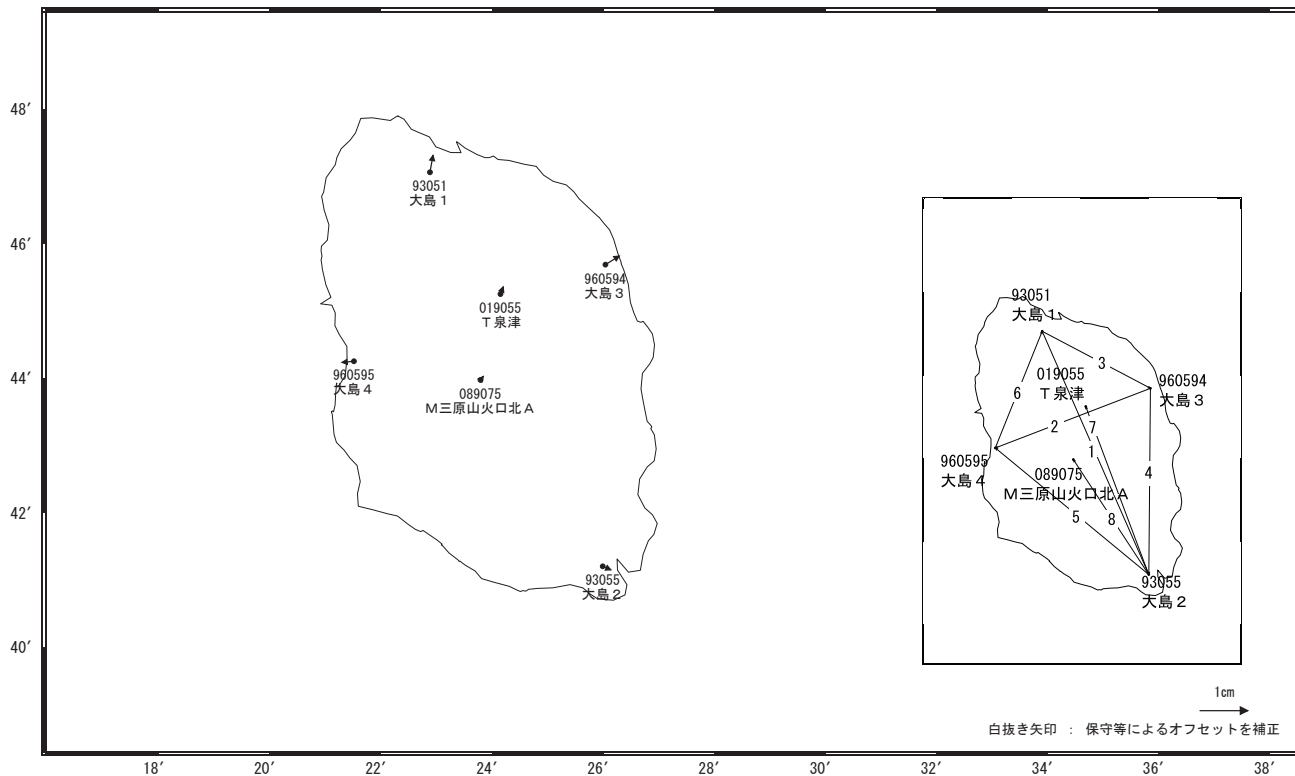 48′
46′
44′
42′
40′
18′
20′
22′
24′
26′
28′
30′
32′
34′
36′
38′
93051
大島１
960594
大島３
019055
Ｔ泉津
960595
大島４
089075
Ｍ三原山火口北Ａ
93055
大島２
93051
大島１
3
019055
Ｔ泉津
960594
大島３
6
2
7
1
960595
大島４
089075
Ｍ三原山火口北Ａ
4
5
8
93055
大島２
1cm
白抜き矢印 ： 保守等によるオフセットを補正